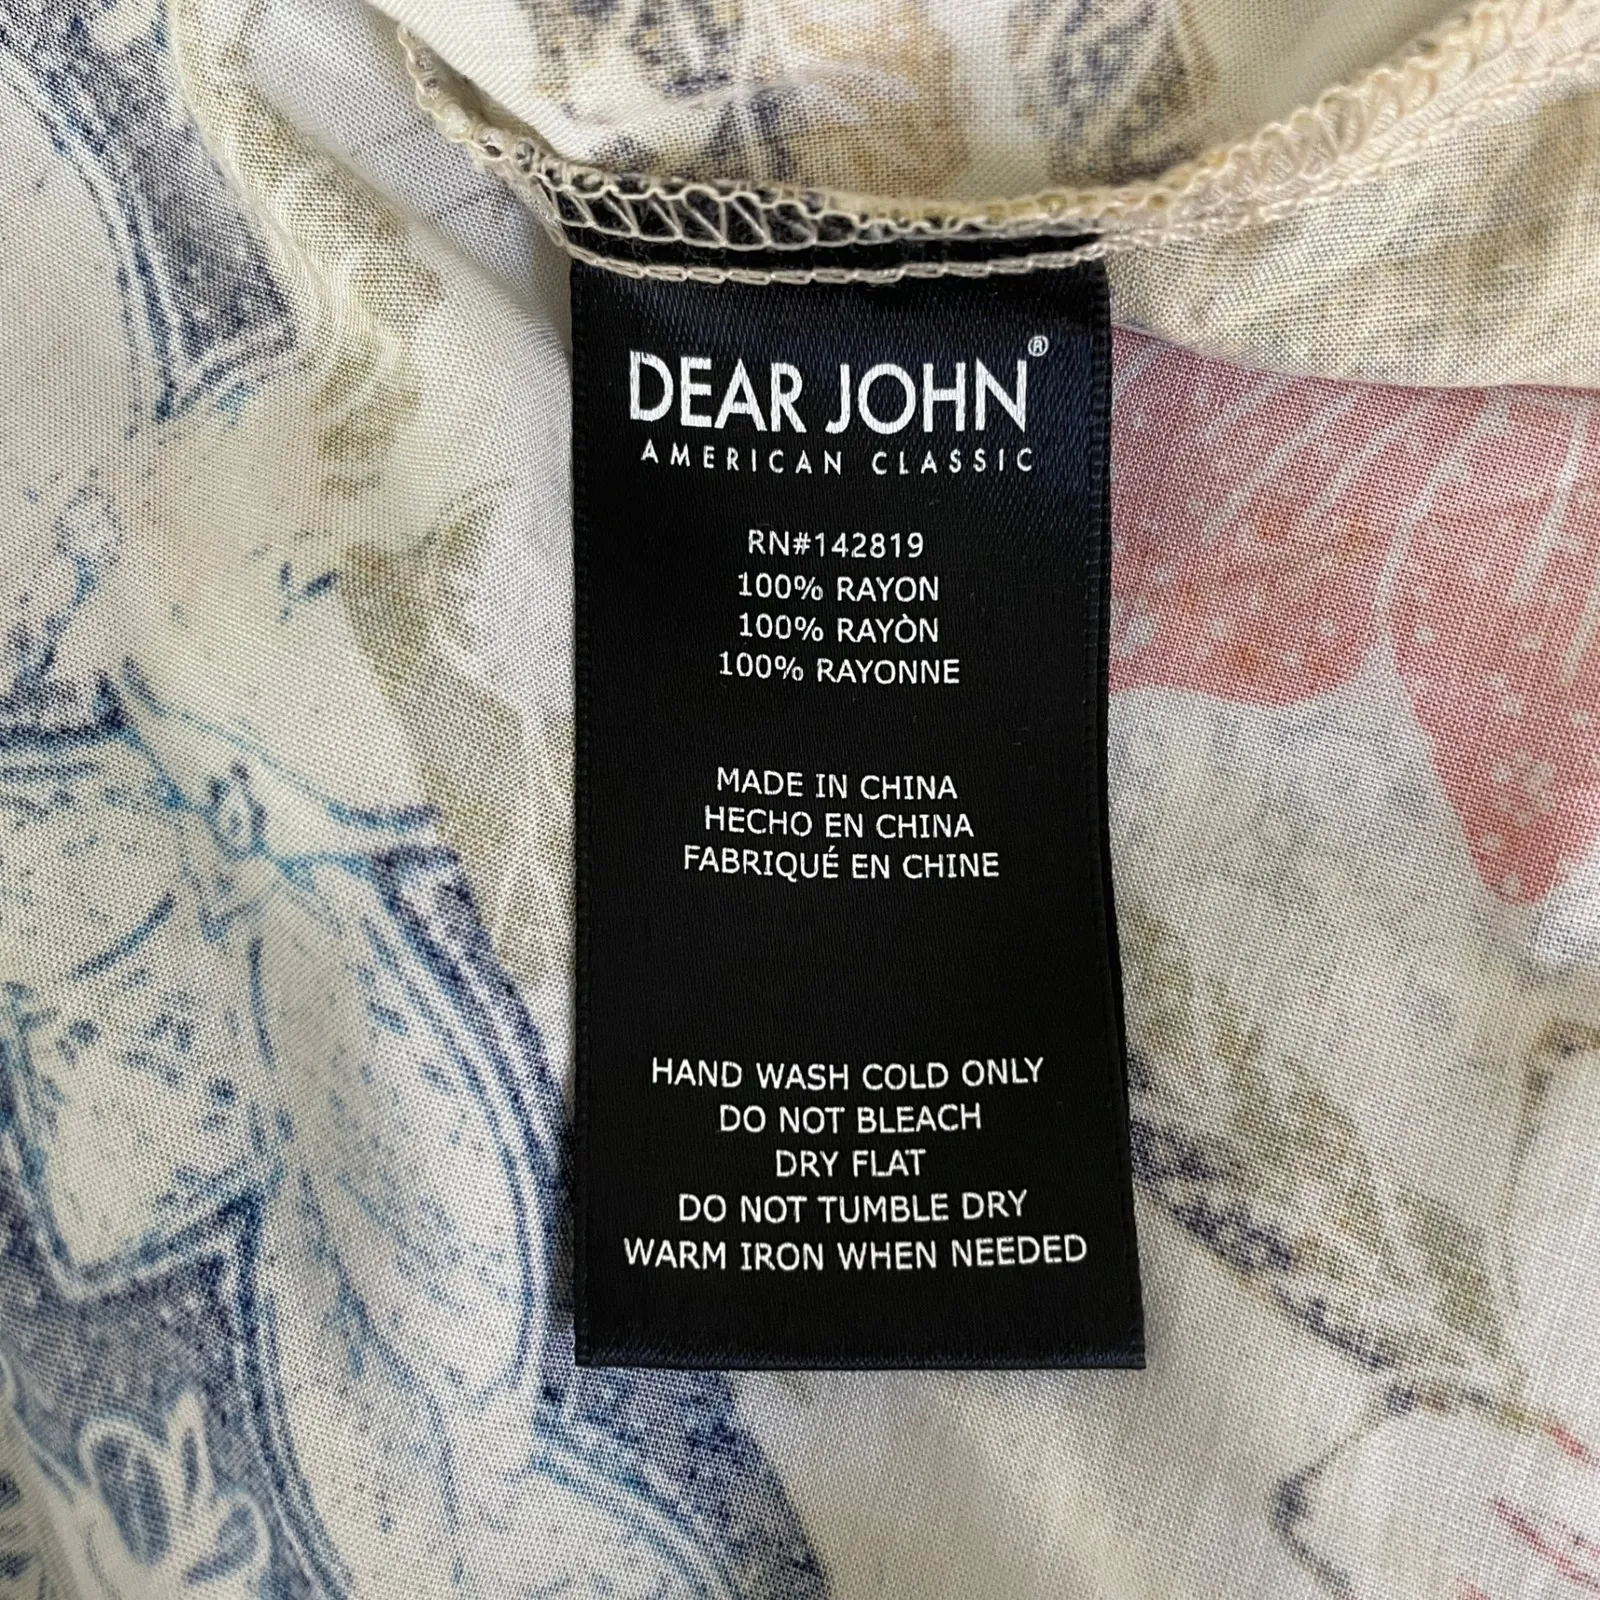 DEAR JOHN®
AMERICAN CLASSIC
RN#142819
100% RAYON
100% RAYÒN
100% RAYONNE
MADE IN CHINA
HECHO EN CHINA
FABRIQUÉ EN CHINE
HAND WASH COLD ONLY
DO NOT BLEACH
DRY FLAT
DO NOT TUMBLE DRY
WARM IRON WHEN NEEDED